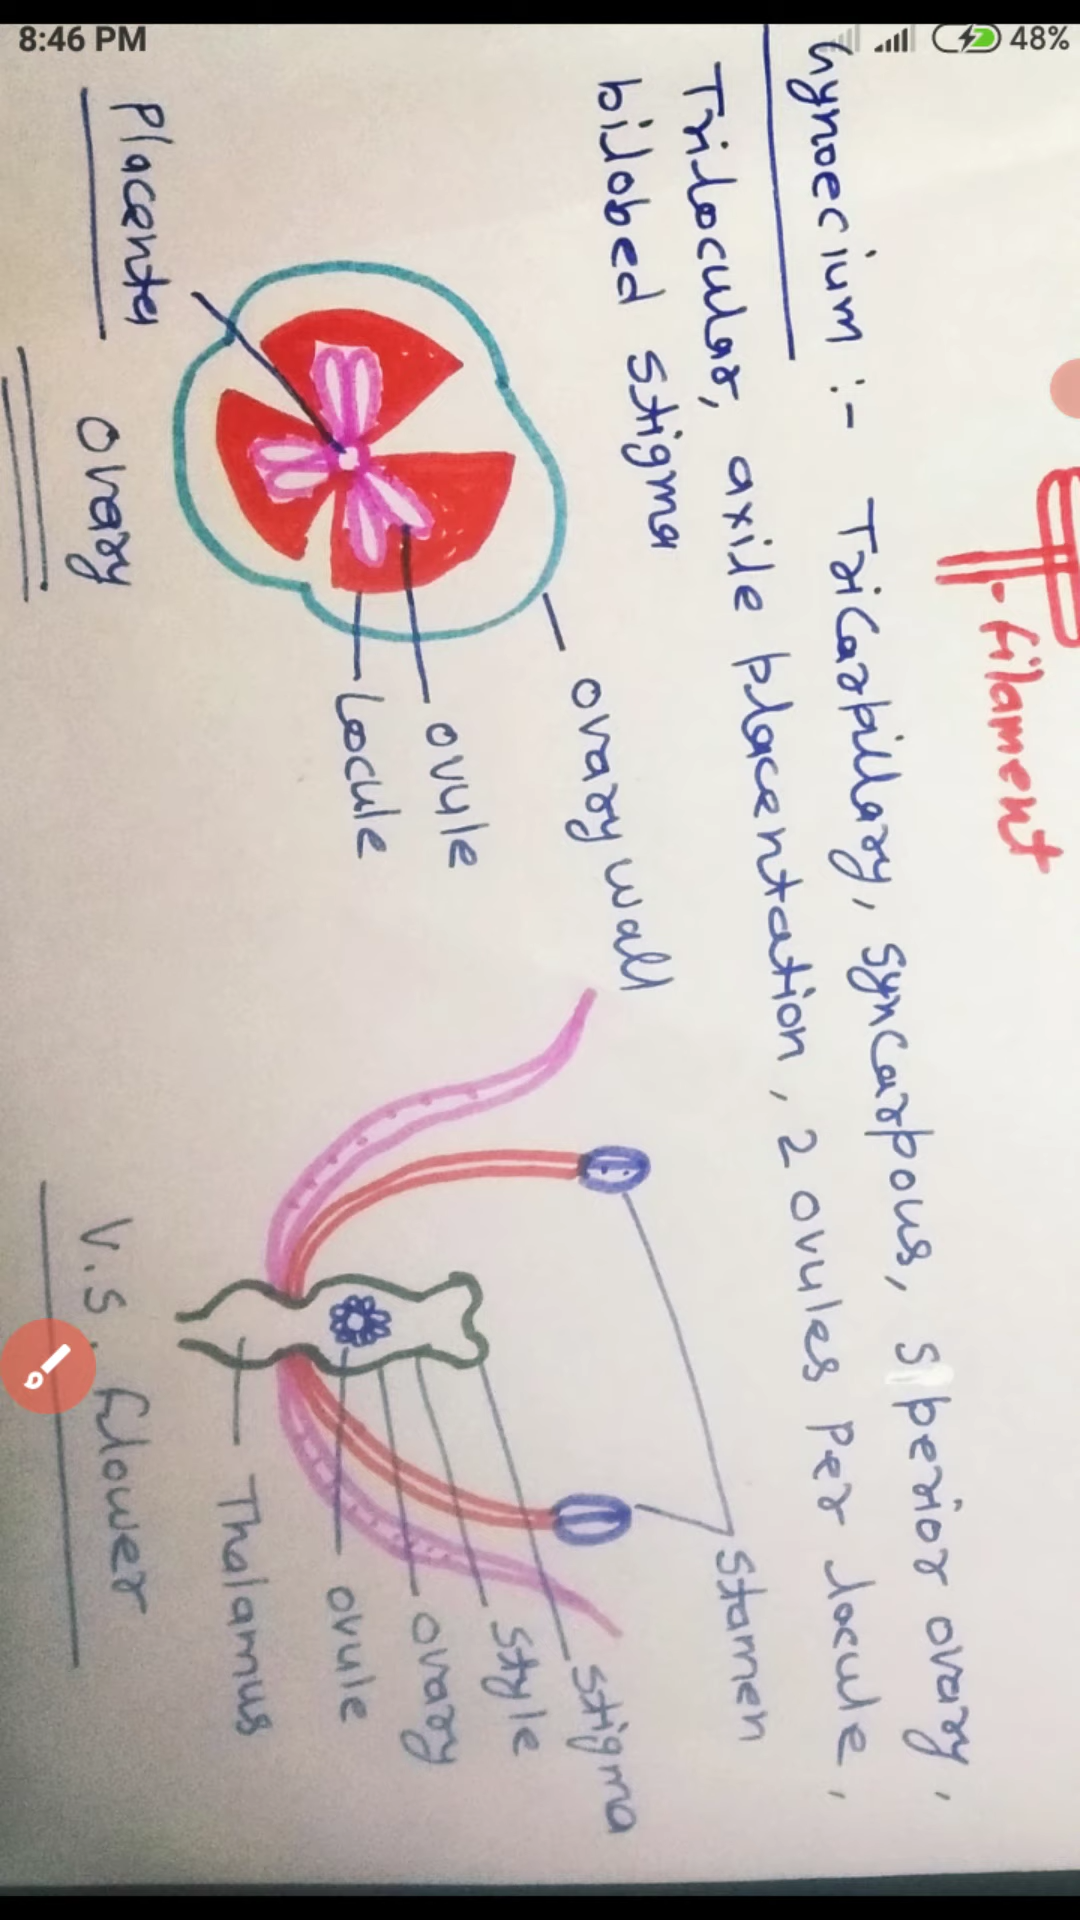 8:46 PM
48%
filament
Gynoecium :- Tricarpillary, syncarpous, s perior ovary,
Trilocular, axile placentation, 2 ovules per locule,
bilobed stigma
ovary wall
ovule
Locule
Placenta
ovary
Stamen
Stigma
Style
ovary
ovule
Thalamus
V.S. flower